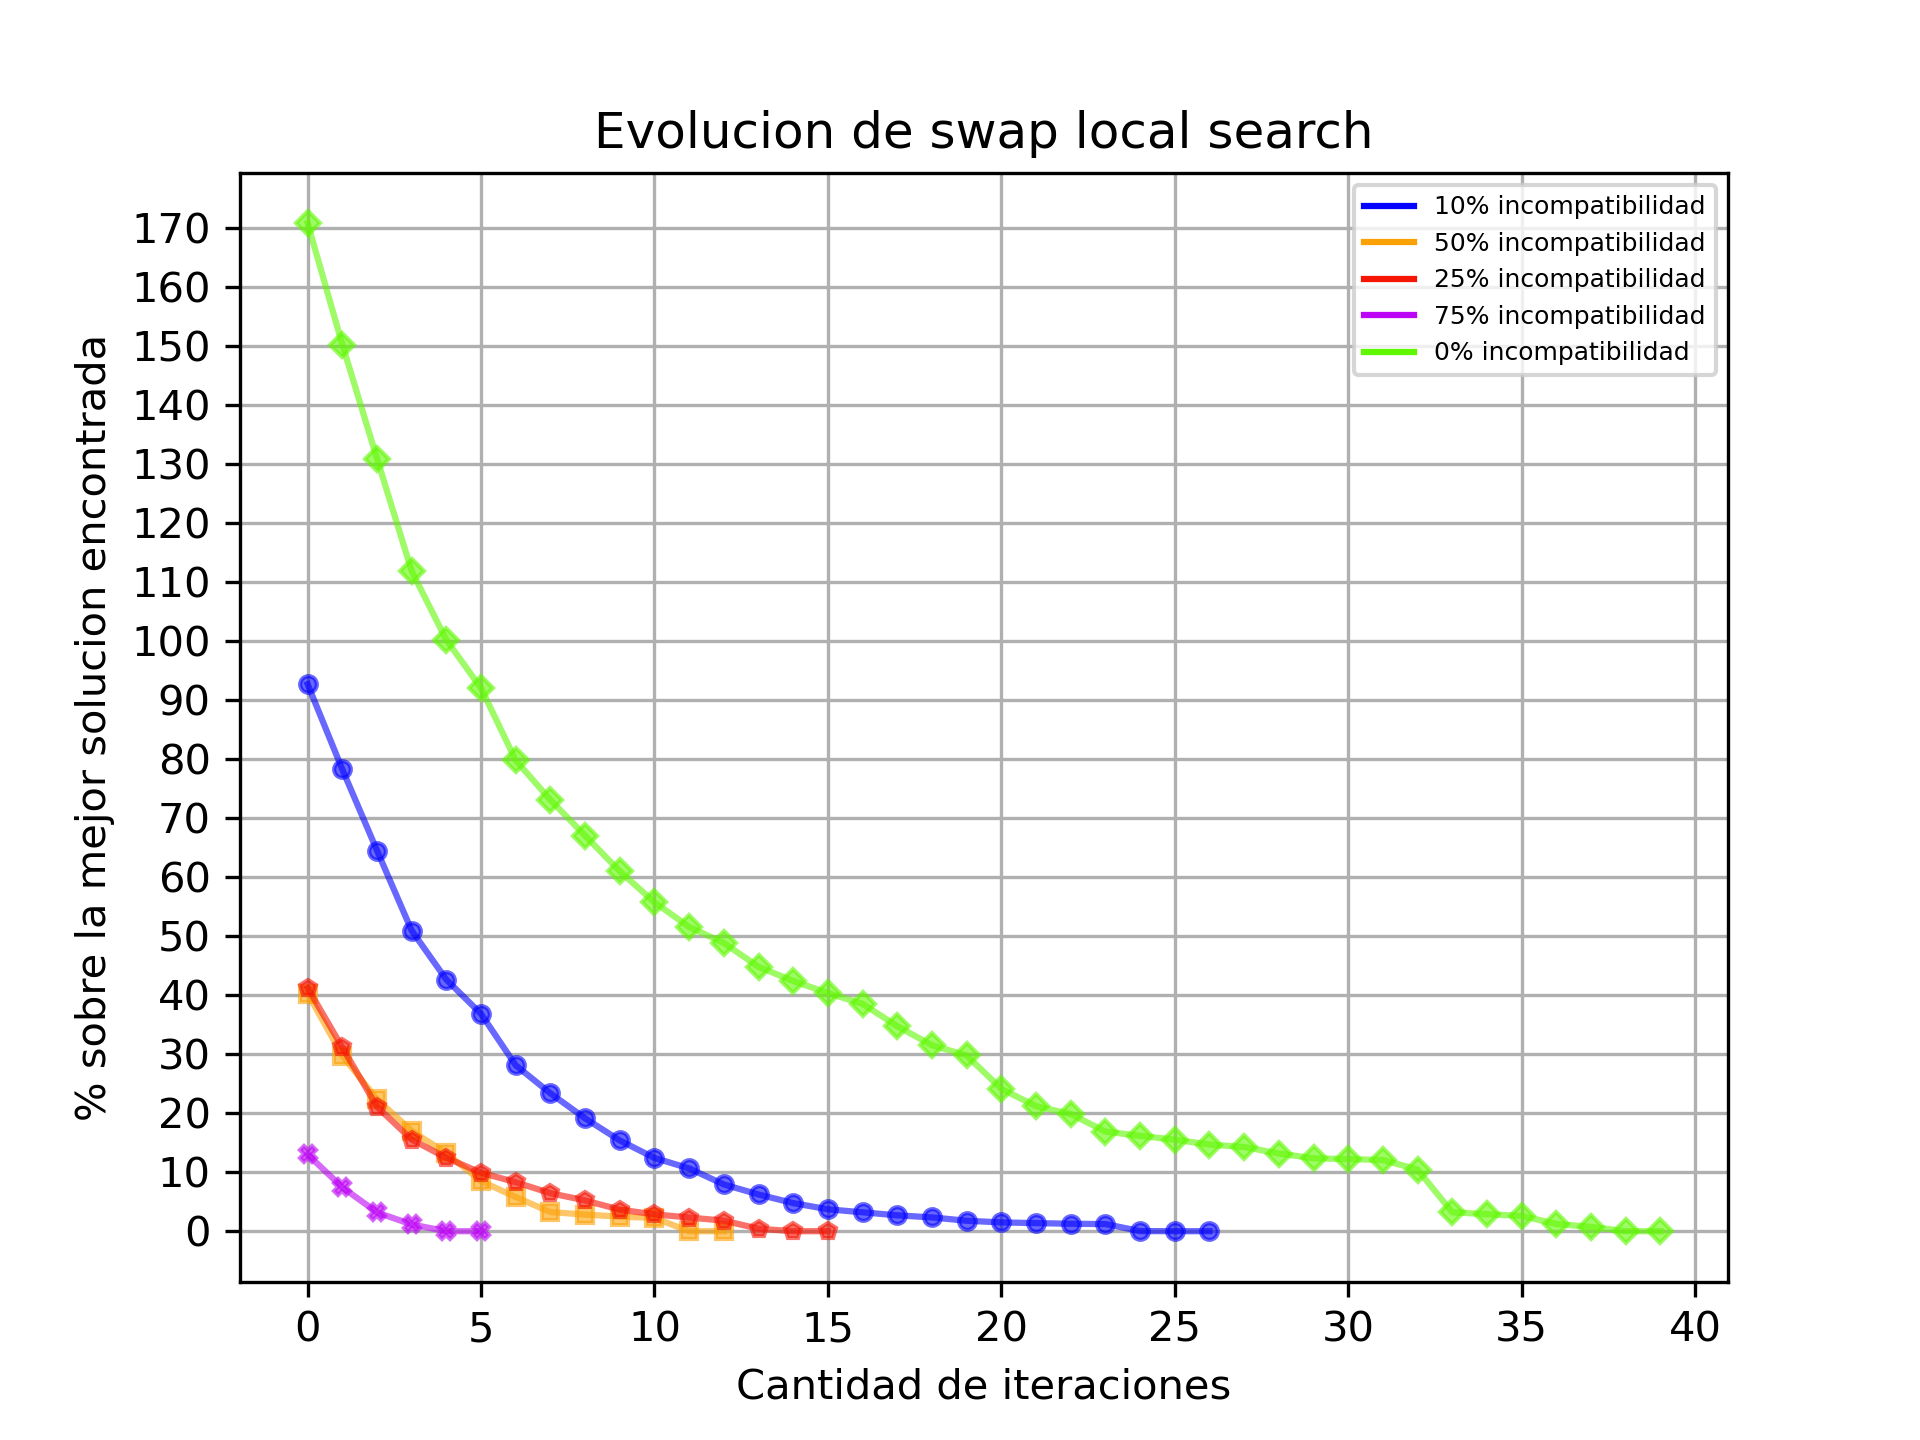 Evolucion de swap local search
10% incompatibilidad
50% incompatibilidad
25% incompatibilidad
75% incompatibilidad
0% incompatibilidad
% sobre la mejor solucion encontrada
170
160
150
140
130
120
110
100
90
80
70
60
50
40
30
20
10
0
0 5 10 15 20 25 30 35 40
Cantidad de iteraciones